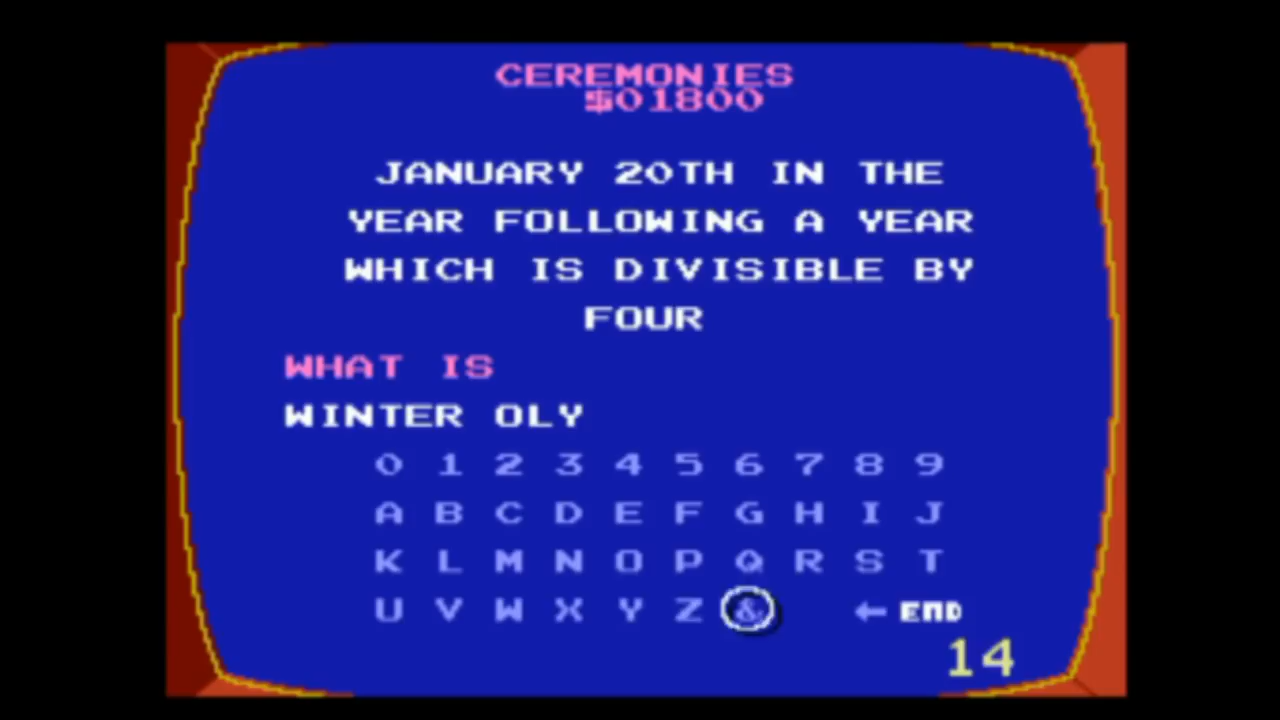 CEREMONIES
$01800
JANUARY 20TH IN THE
YEAR FOLLOWING A YEAR
WHICH IS DIVISIBLE BY
FOUR
WHAT IS
WINTER OLY
0 1 2 3 4 5 6 7 8 9
A B C D E F G H I J
K L M N O P Q R S T
U V W X Y Z & ← END
14